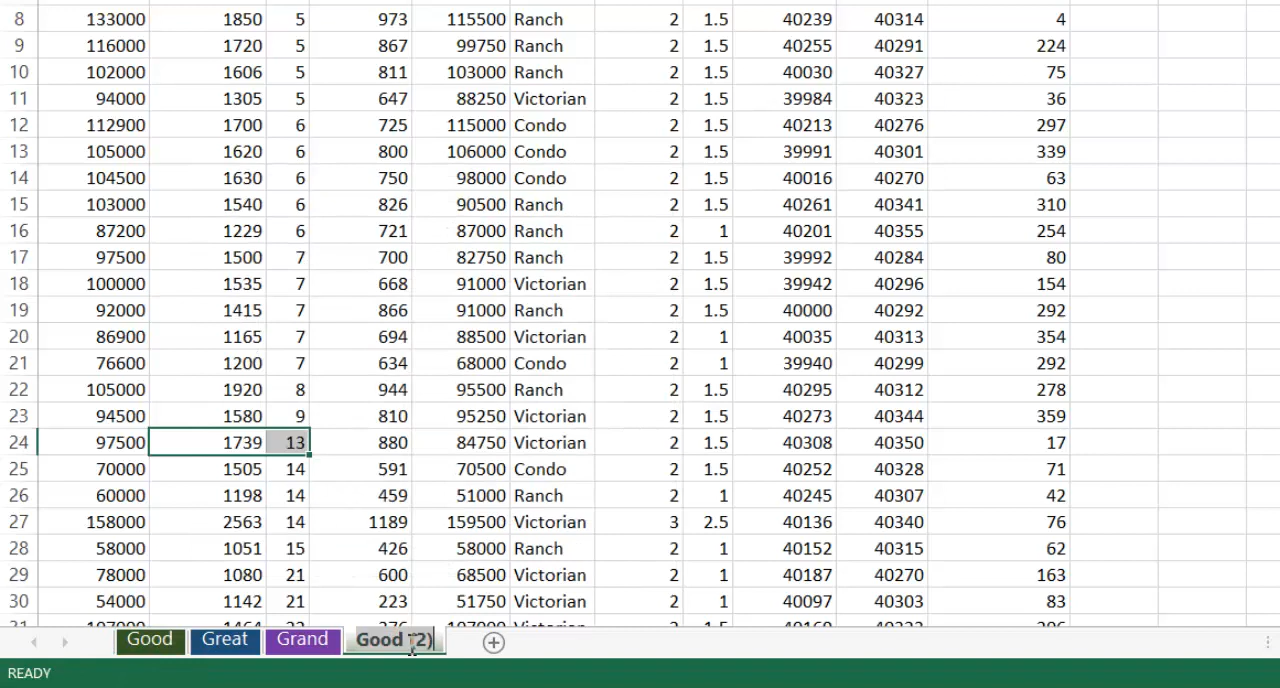 8 133000 1850 5 973 115500 Ranch 2 1.5 40239 40314 4
9 116000 1720 5 867 99750 Ranch 2 1.5 40255 40291 224
10 102000 1606 5 811 103000 Ranch 2 1.5 40030 40327 75
11 94000 1305 5 647 88250 Victorian 2 1.5 39984 40323 36
12 112900 1700 6 725 115000 Condo 2 1.5 40213 40276 297
13 105000 1620 6 800 106000 Condo 2 1.5 39991 40301 339
14 104500 1630 6 750 98000 Condo 2 1.5 40016 40270 63
15 103000 1540 6 826 90500 Ranch 2 1.5 40261 40341 310
16 87200 1229 6 721 87000 Ranch 2 1 40201 40355 254
17 97500 1500 7 700 82750 Ranch 2 1.5 39992 40284 80
18 100000 1535 7 668 91000 Victorian 2 1.5 39942 40296 154
19 92000 1415 7 866 91000 Ranch 2 1.5 40000 40292 292
20 86900 1165 7 694 88500 Victorian 2 1 40035 40313 354
21 76600 1200 7 634 68000 Condo 2 1 39940 40299 292
22 105000 1920 8 944 95500 Ranch 2 1.5 40295 40312 278
23 94500 1580 9 810 95250 Victorian 2 1.5 40273 40344 359
24 97500 1739 13 880 84750 Victorian 2 1.5 40308 40350 17
25 70000 1505 14 591 70500 Condo 2 1.5 40252 40328 71
26 60000 1198 14 459 51000 Ranch 2 1 40245 40307 42
27 158000 2563 14 1189 159500 Victorian 3 2.5 40136 40340 76
28 58000 1051 15 426 58000 Ranch 2 1 40152 40315 62
29 78000 1080 21 600 68500 Victorian 2 1 40187 40270 163
30 54000 1142 21 223 51750 Victorian 2 1 40097 40303 83
Good Great Grand Good (2)
READY